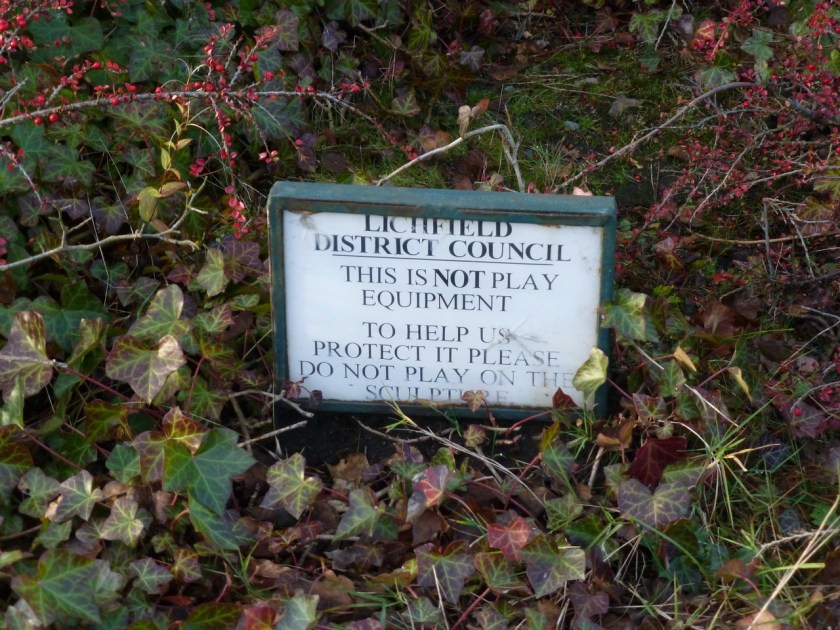 LICHFIELD
DISTRICT COUNCIL
THIS IS NOT PLAY
EQUIPMENT
TO HELP US
PROTECT IT PLEASE
DO NOT PLAY ON THE
SCULPTURE